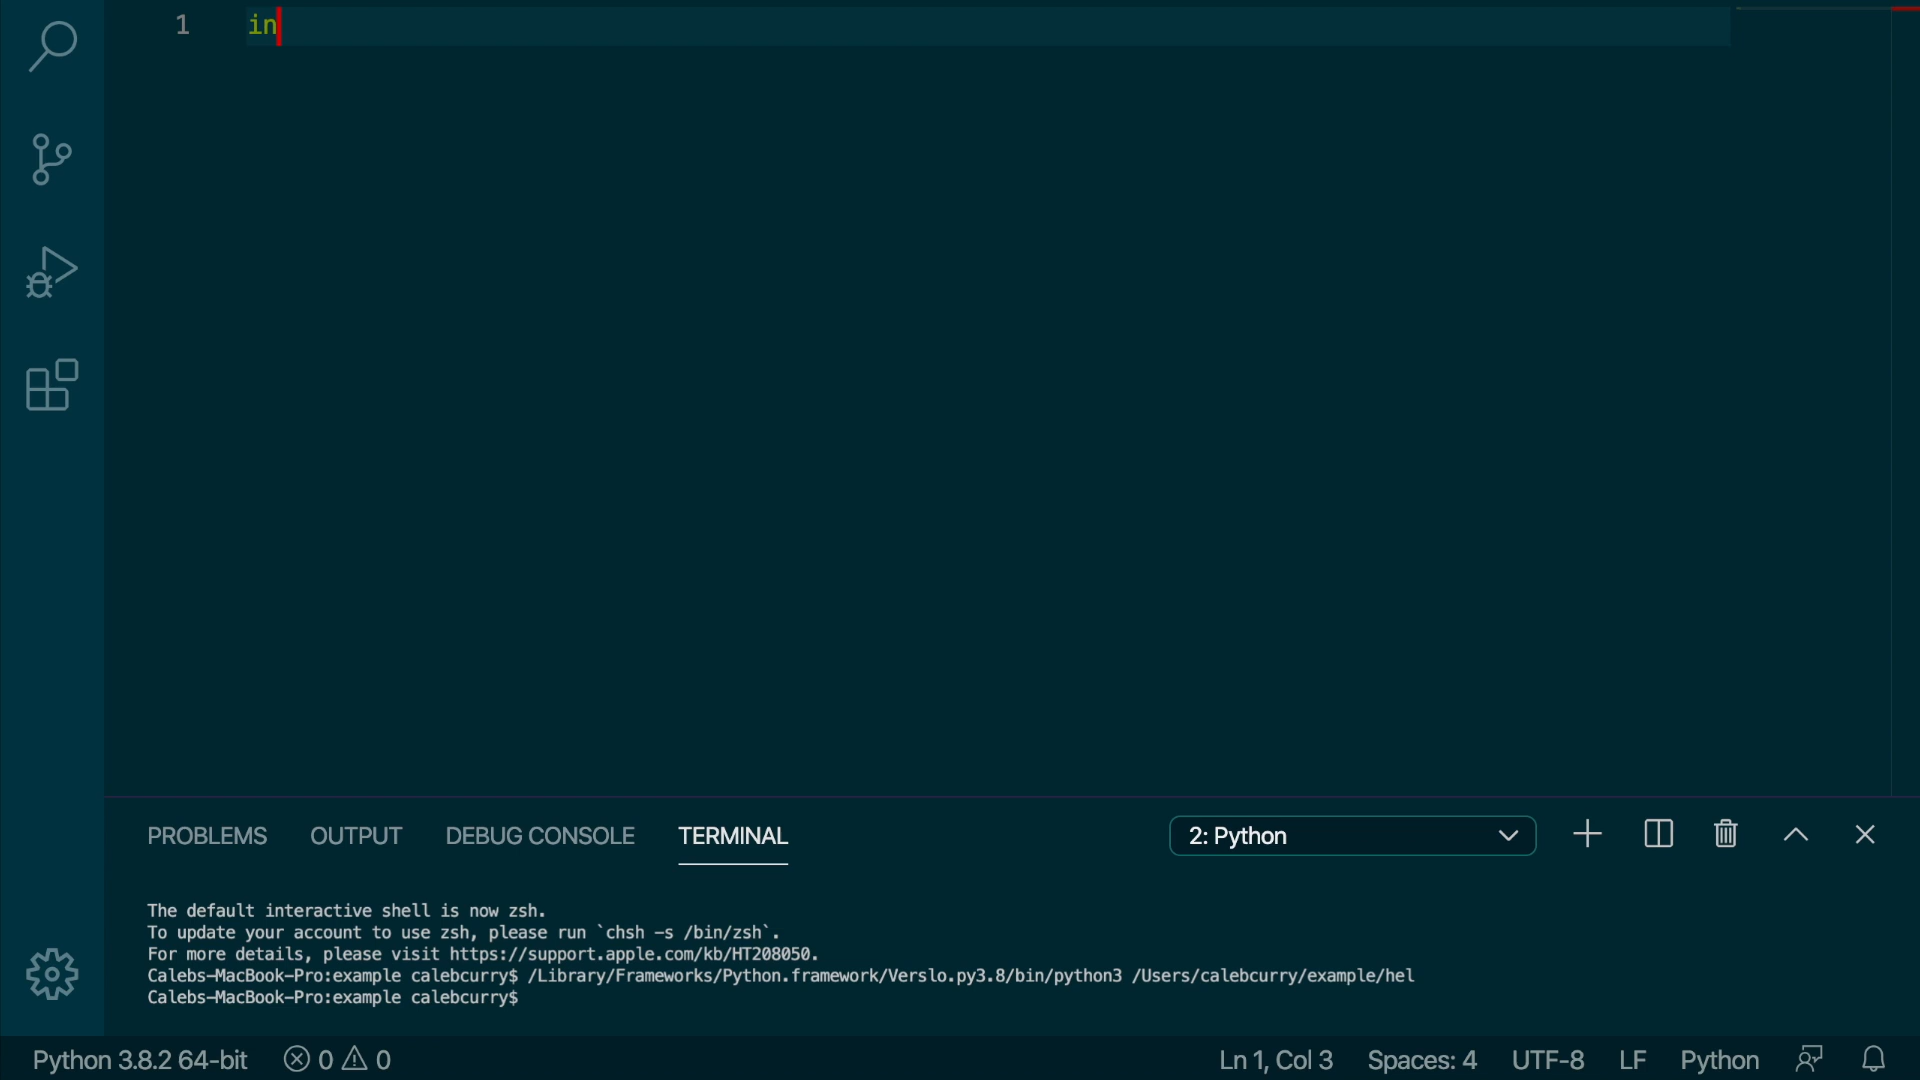 1 in
PROBLEMS OUTPUT DEBUG CONSOLE TERMINAL 2: Python
The default interactive shell is now zsh.
To update your account to use zsh, please run `chsh -s /bin/zsh`.
For more details, please visit https://support.apple.com/kb/HT208050.
Calebs-MacBook-Pro:example calebcurry$ /Library/Frameworks/Python.framework/Verslo.py3.8/bin/python3 /Users/calebcurry/example/hel
Calebs-MacBook-Pro:example calebcurry$
Python 3.8.2 64-bit 0 0 Ln 1, Col 3 Spaces: 4 UTF-8 LF Python